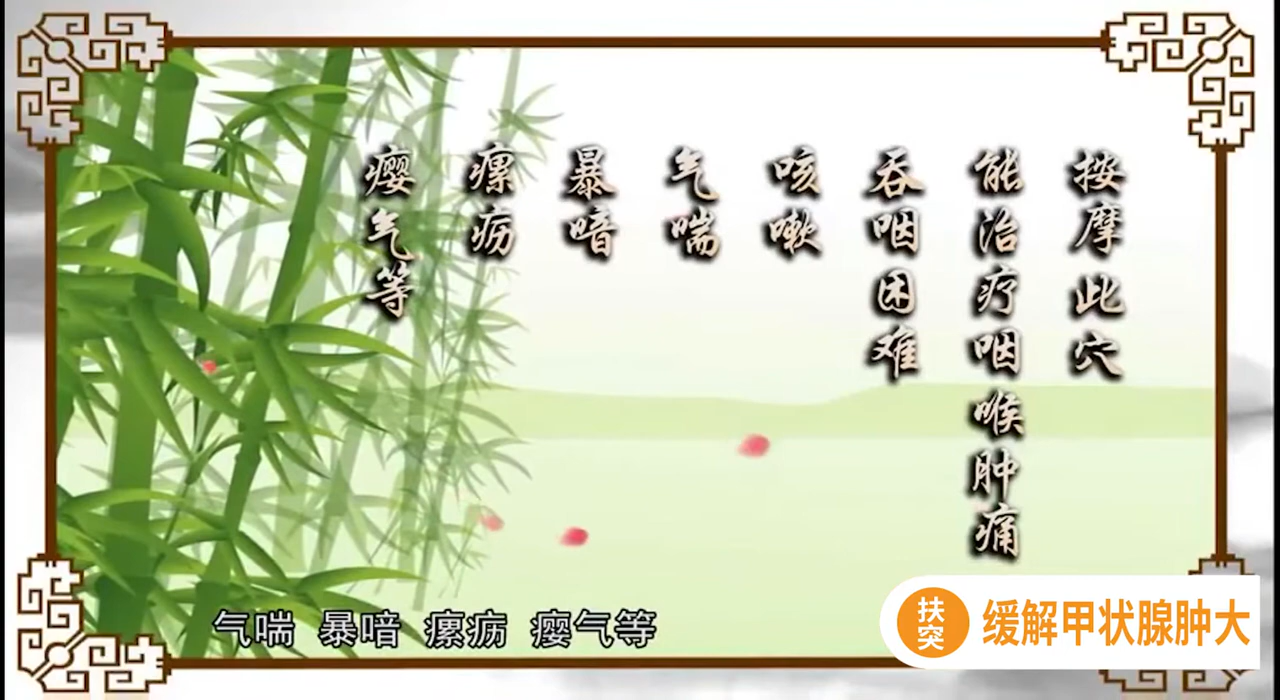 按摩此穴
能治疗咽喉肿痛
吞咽困难
咳嗽
气喘
暴喑
瘰疬
瘿气等
气喘 暴喑 瘰疬 瘿气等
扶突
缓解甲状腺肿大